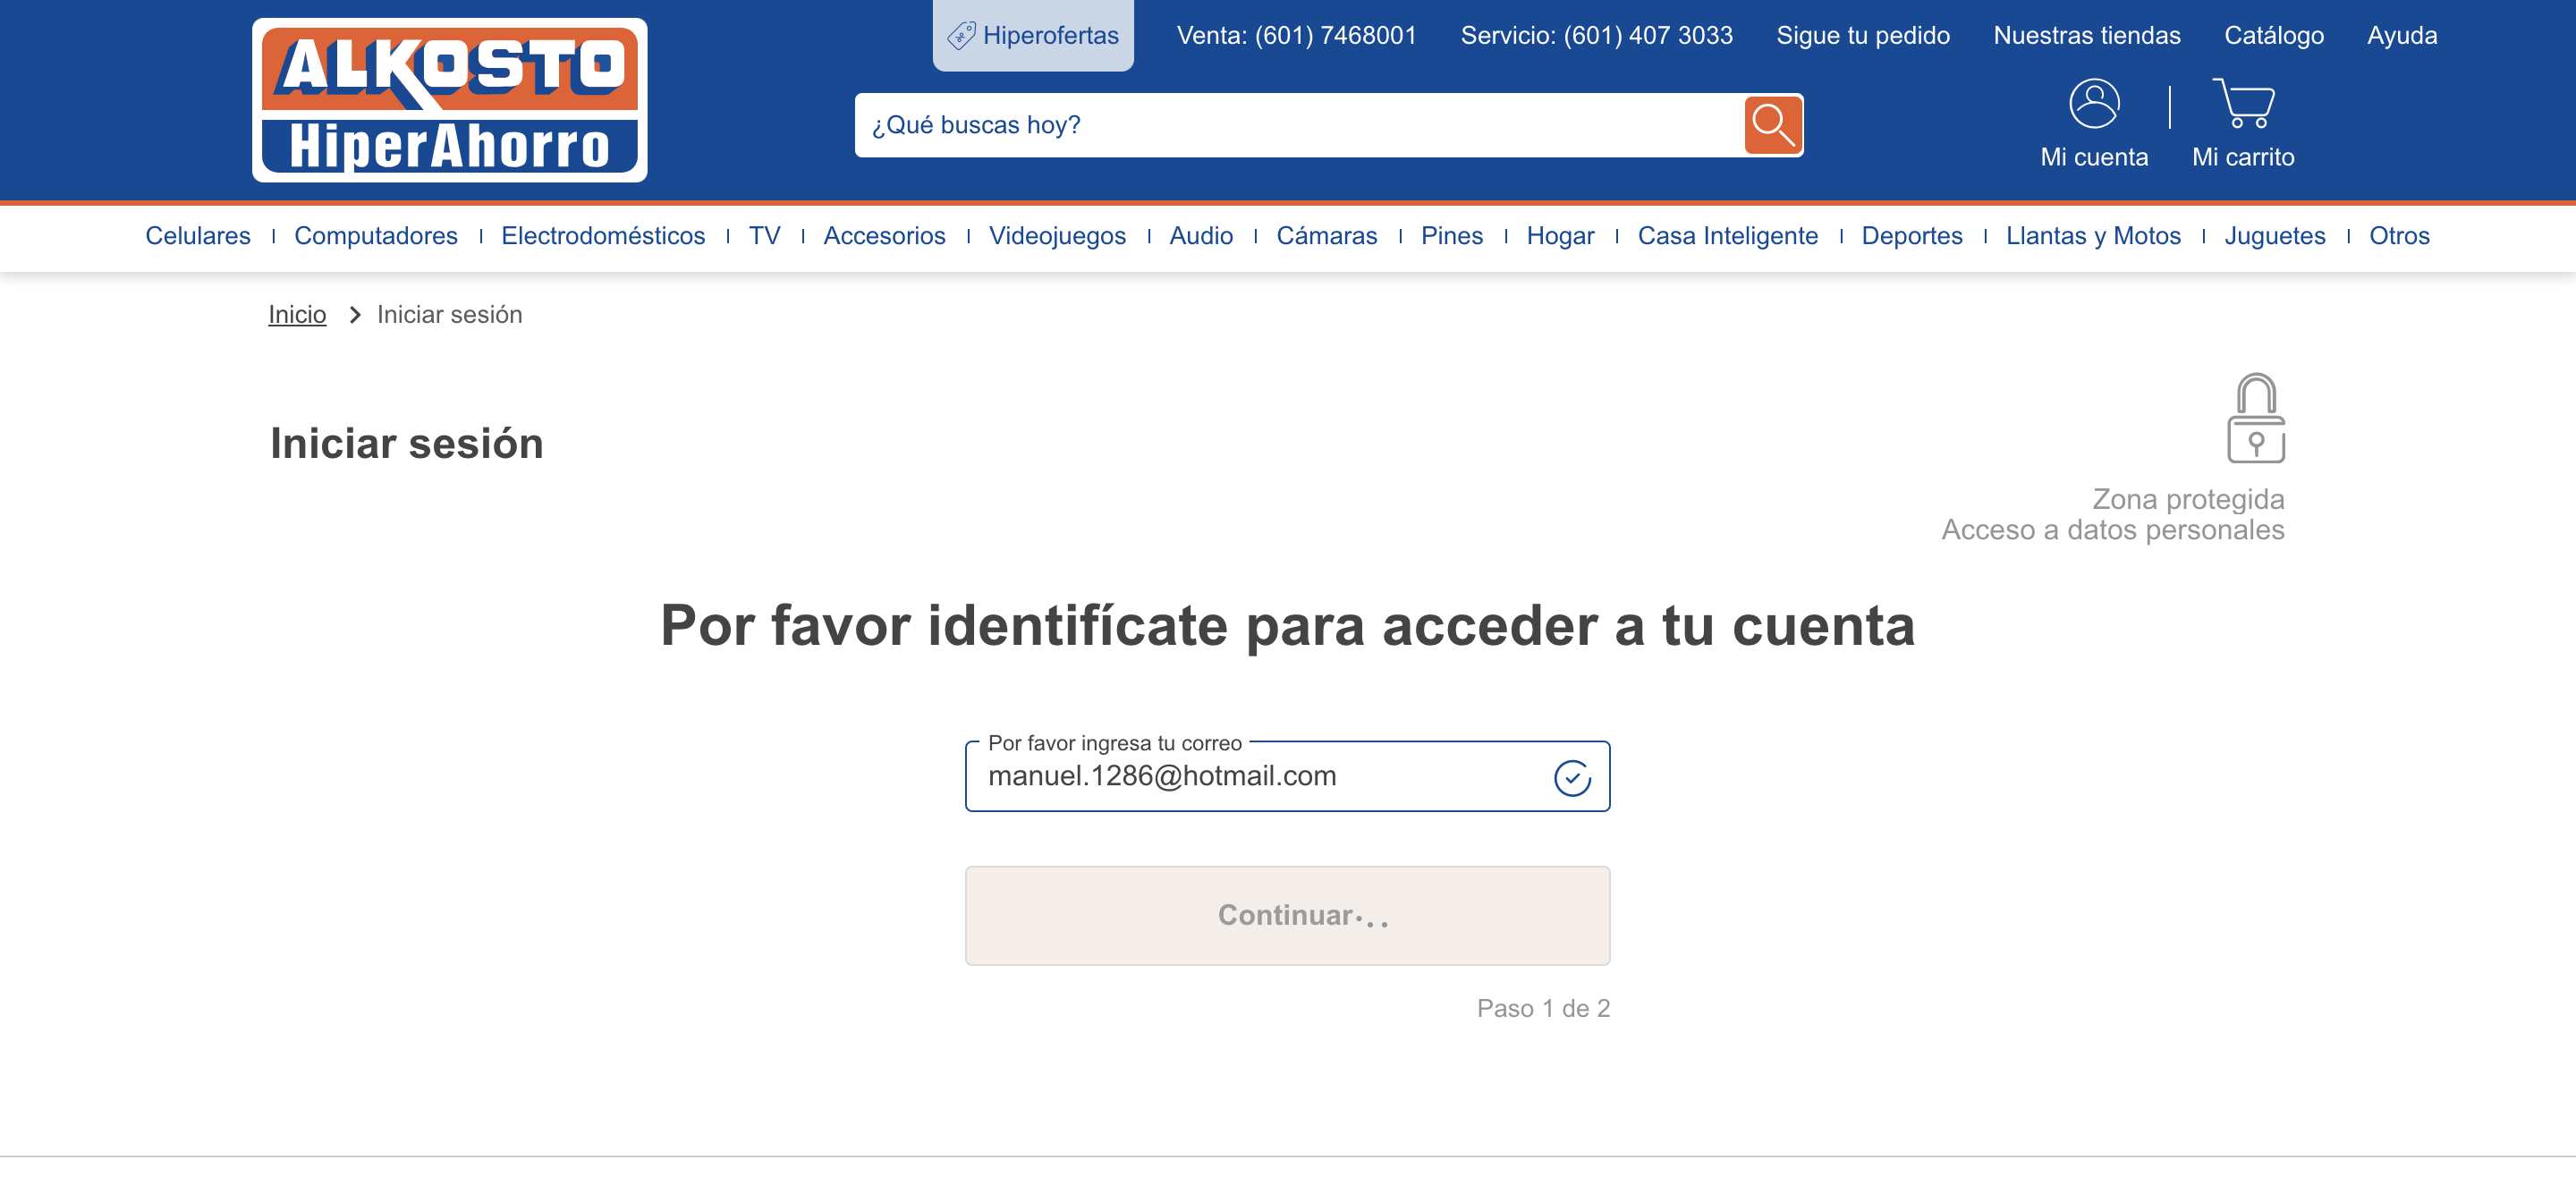 ALKOSTO
HiperAhorro
Hiperofertas
Venta: (601) 7468001
Servicio: (601) 407 3033
Sigue tu pedido
Nuestras tiendas
Catálogo
Ayuda
¿Qué buscas hoy?
Mi cuenta
Mi carrito
Celulares
Computadores
Electrodomésticos
TV
Accesorios
Videojuegos
Audio
Cámaras
Pines
Hogar
Casa Inteligente
Deportes
Llantas y Motos
Juguetes
Otros
Inicio
Iniciar sesión
Iniciar sesión
Zona protegida
Acceso a datos personales
Por favor identifícate para acceder a tu cuenta
Por favor ingresa tu correo
manuel.1286@hotmail.com
Continuar...
Paso 1 de 2